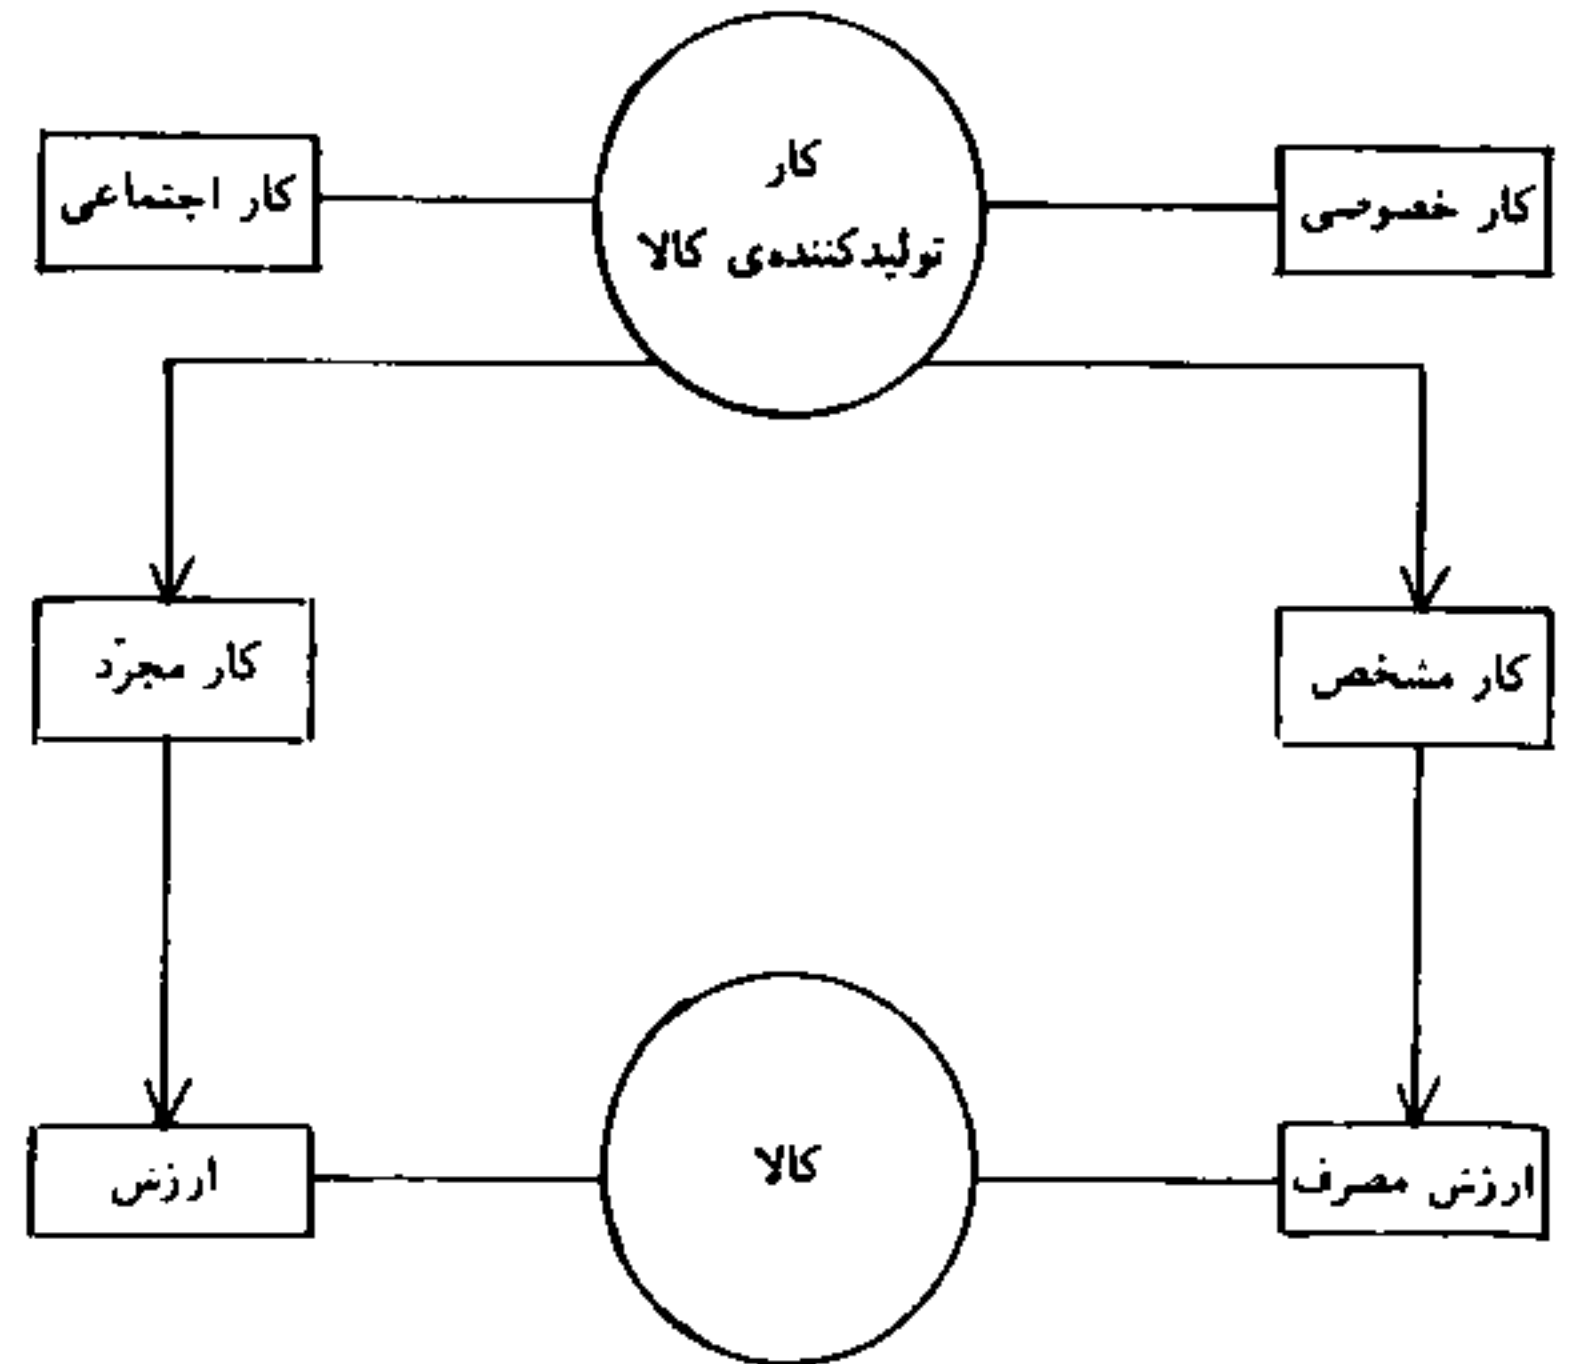 کار
تولیدکننده‌ی کالا
کار خصوصی
کار اجتماعی
کار مشخص
کار مجرّد
ارزش مصرف
کالا
ارزش